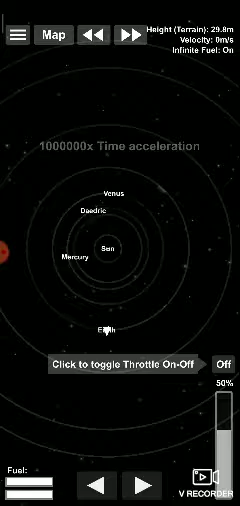 Height (Terrain): 29.8m
Map
Velocity: 0m/s
Infinite Fuel: On
1000000x Time acceleration
Venus
Daedric
Sun
Mercury
Earth
Click to toggle Throttle On-Off
Off
50%
Fuel:
V RECORDER